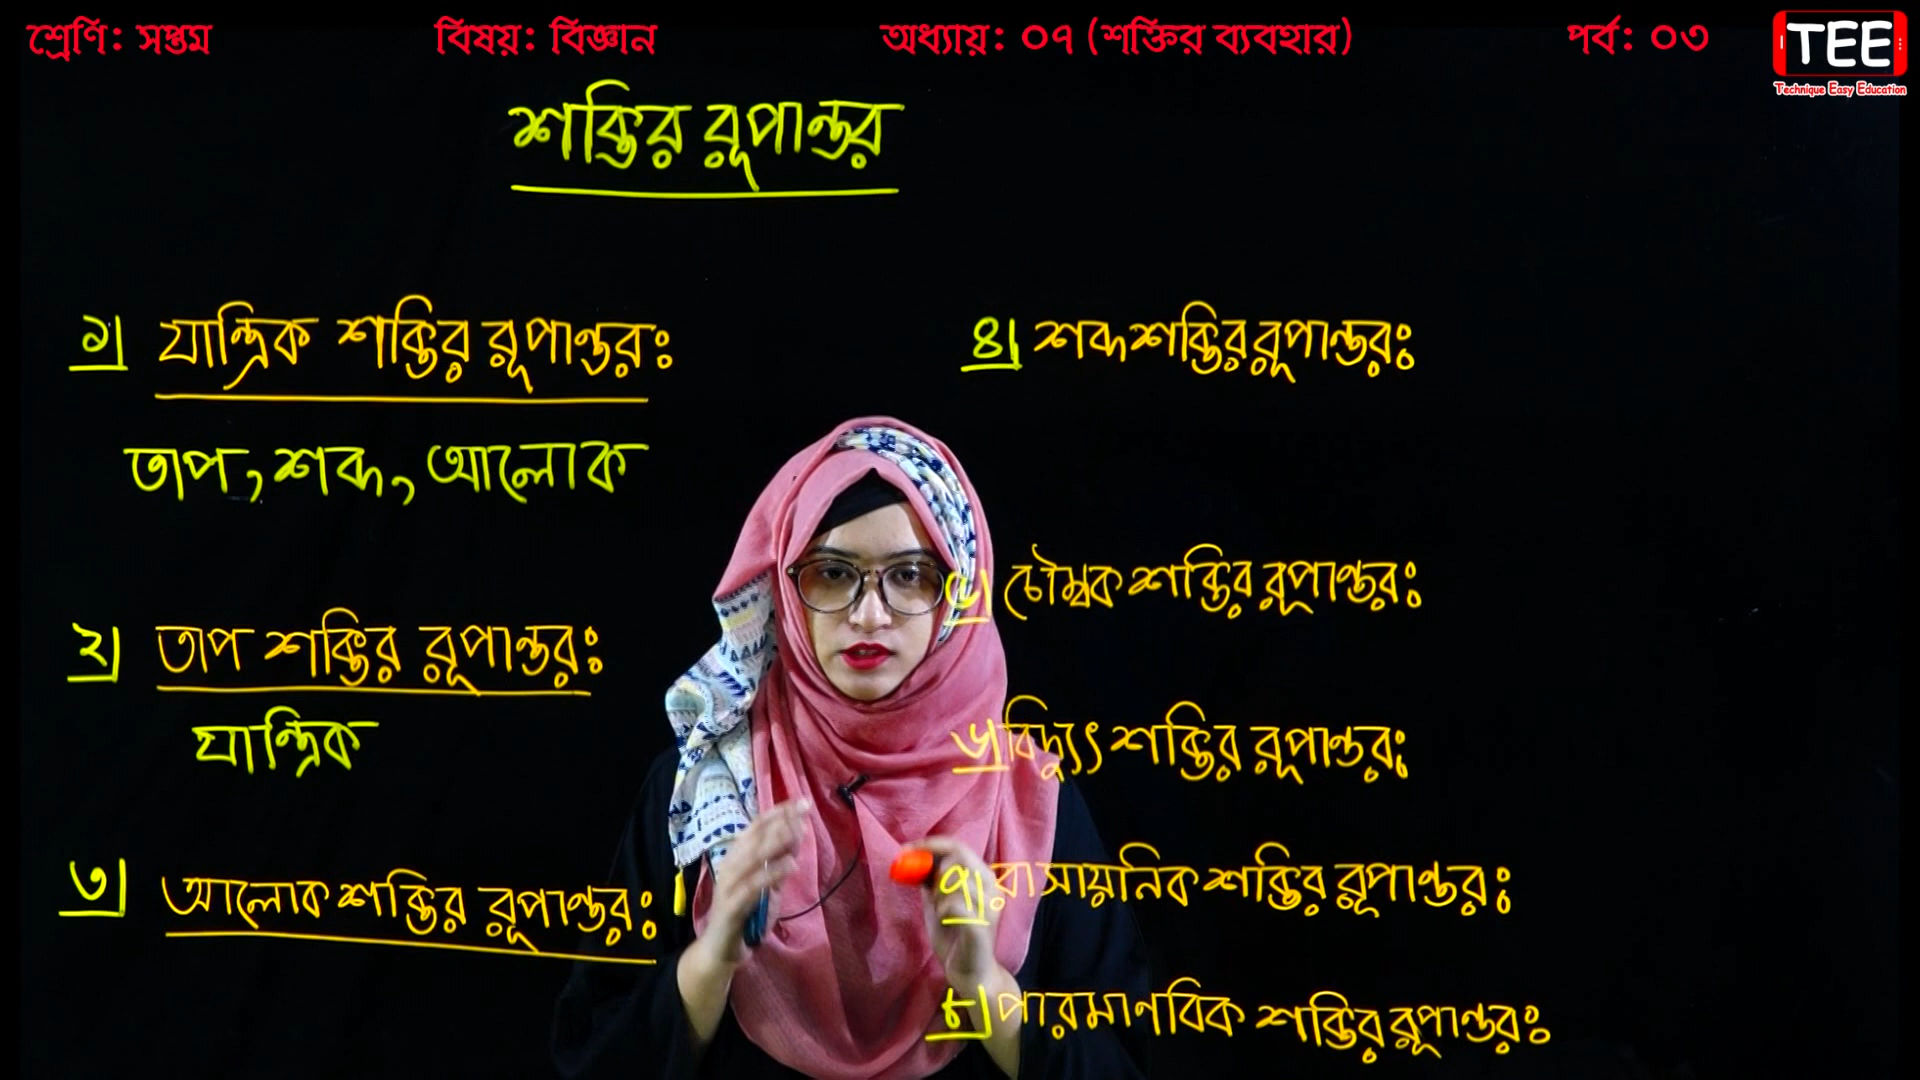 শ্রেণি: সপ্তম
বিষয়: বিজ্ঞান
অধ্যায়: ০৭ (শক্তির ব্যবহার)
পর্ব: ০৩
TEE
Technique Easy Education
শক্তির রূপান্তর
১) যান্ত্রিক শক্তির রূপান্তরঃ
তাপ, শব্দ, আলোক
২) তাপ শক্তির রূপান্তরঃ
যান্ত্রিক
৩) আলোক শক্তির রূপান্তরঃ
৪) শব্দ শক্তির রূপান্তরঃ
৫) চৌম্বক শক্তির রূপান্তরঃ
৬) বিদ্যুৎ শক্তির রূপান্তরঃ
৭) রাসায়নিক শক্তির রূপান্তরঃ
৮) পারমাণবিক শক্তির রূপান্তরঃ